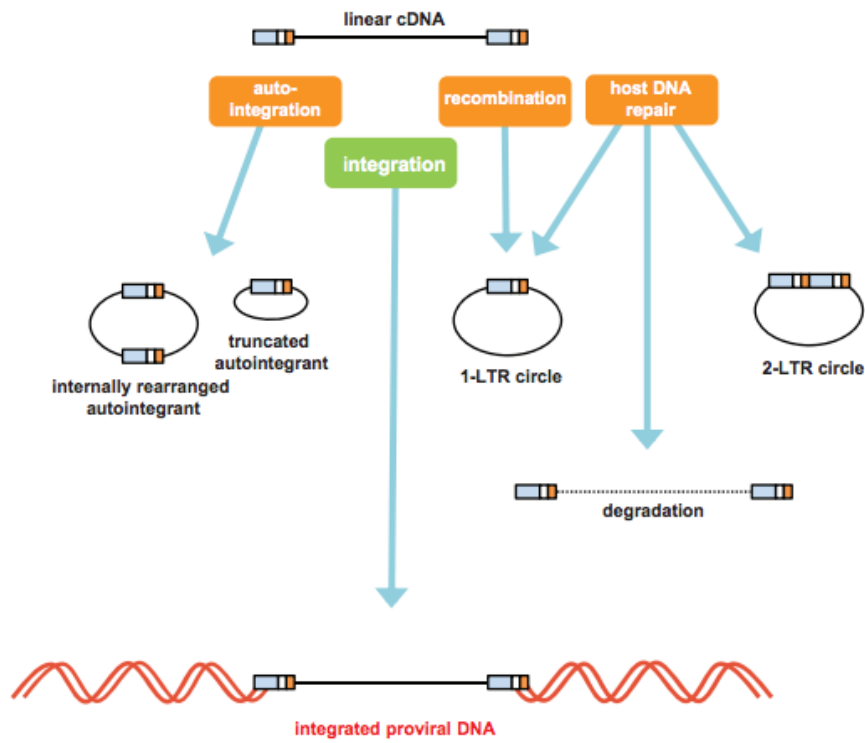 linear cDNA
auto-
integration
recombination
host DNA
repair
integration
internally rearranged
autointegrant
truncated
autointegrant
1-LTR circle
2-LTR circle
degradation
integrated proviral DNA